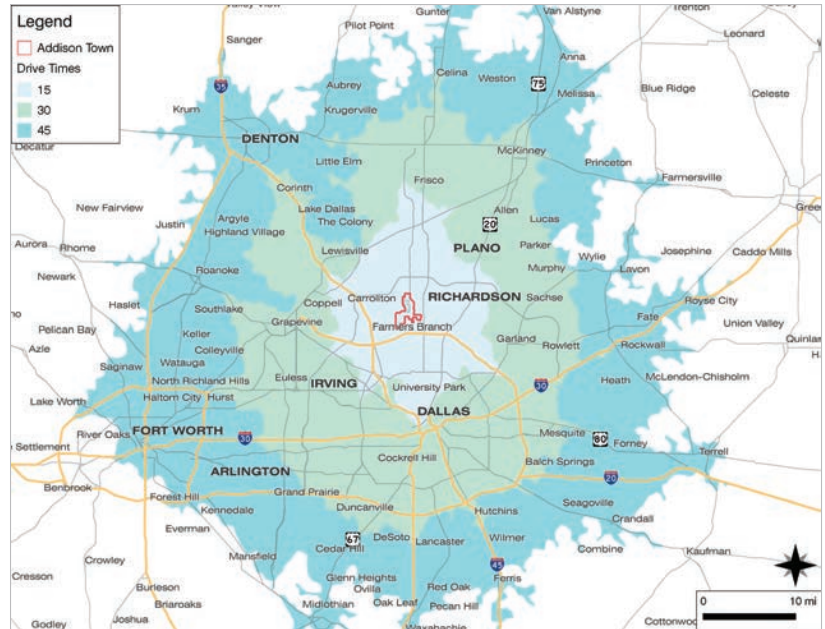 Legend
Addison Town
Drive Times
15
30
45
Valley View
Gunter
Van Alstyne
Trenton
Pilot Point
Leonard
Sanger
Anna
Celina
Weston
75
35
Aubrey
Melissa
Blue Ridge
Celeste
Krum
Krugerville
DENTON
McKinney
Decatur
Little Elm
Princeton
Farmersville
Frisco
Corinth
New Fairview
Lake Dallas
Allen
Lucas
Justin
Argyle
The Colony
20
Highland Village
Aurora
Rhome
Lewisville
PLANO
Parker
Wylie
Josephine
Caddo Mills
Murphy
Lavon
Newark
Roanoke
RICHARDSON
Haslet
Coppell
Carrollton
Sachse
Royse City
Southlake
Fate
Pelican Bay
Grapevine
Farmers Branch
Union Valley
Keller
Garland
Rowlett
Rockwall
Azle
Colleyville
Saginaw
Watauga
Euless
McLendon-Chisholm
North Richland Hills
IRVING
University Park
30
Heath
Lake Worth
Haltom City
Hurst
DALLAS
River Oaks
FORT WORTH
30
Mesquite
80
Forney
Settlement
Terrell
Cockrell Hill
Balch Springs
ARLINGTON
20
Benbrook
Grand Prairie
Forest Hill
Seagoville
Kennedale
Duncanville
Hutchins
Crandall
Everman
67
DeSoto
Lancaster
Wilmer
Mansfield
Cedar Hill
Combine
Kaufman
Crowley
45
Cresson
Glenn Heights
Ferris
Burleson
Ovilla
Red Oak
Briaroaks
Midlothian
Oak Leaf
Pecan Hill
0
10 mi
Godley
Joshua
Waxahachie